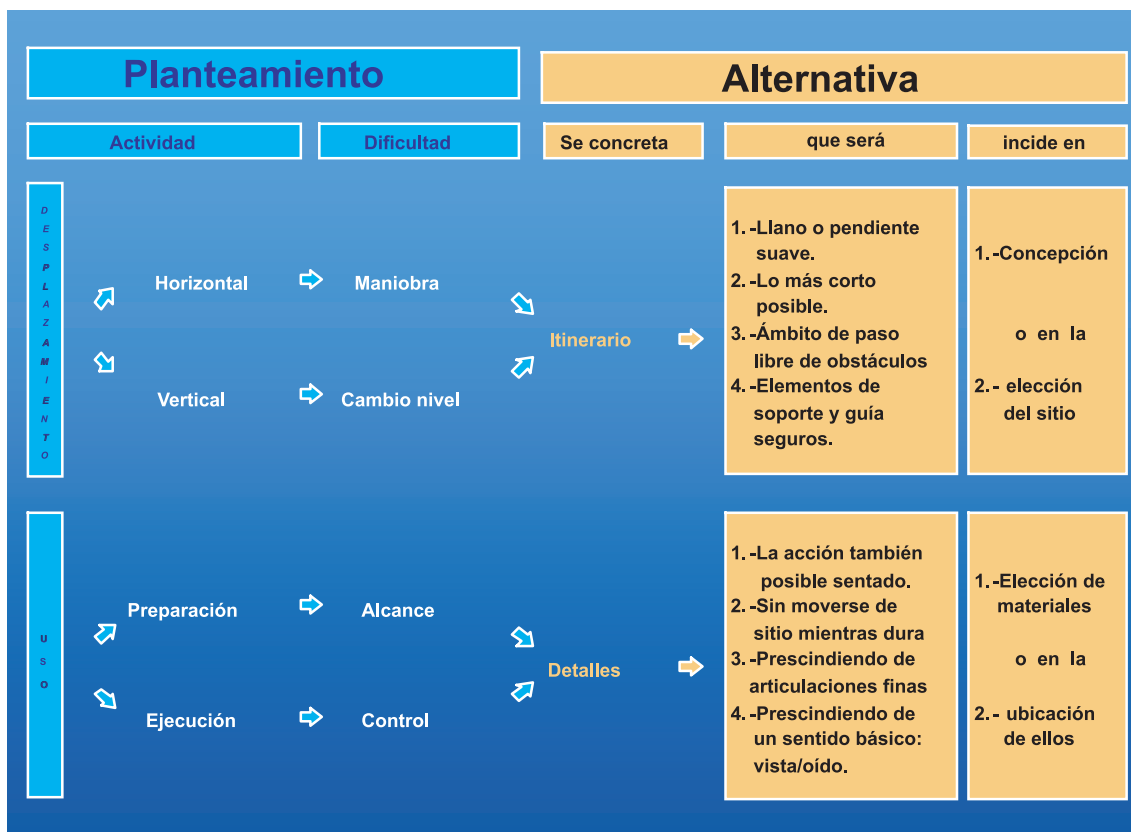 Planteamiento
Alternativa
Actividad
Dificultad
Se concreta
que será
incide en
DESPLAZAMIENTO
Horizontal
Maniobra
Vertical
Cambio nivel
Itinerario
1.-Llano o pendiente
suave.
2.-Lo más corto
posible.
3.-Ámbito de paso
libre de obstáculos
4.-Elementos de
soporte y guía
seguros.
1.-Concepción
o en la
2.- elección
del sitio
USO
Preparación
Alcance
Ejecución
Control
Detalles
1.-La acción también
posible sentado.
2.-Sin moverse de
sitio mientras dura
3.-Prescindiendo de
articulaciones finas
4.-Prescindiendo de
un sentido básico:
vista/oído.
1.-Elección de
materiales
o en la
2.- ubicación
de ellos